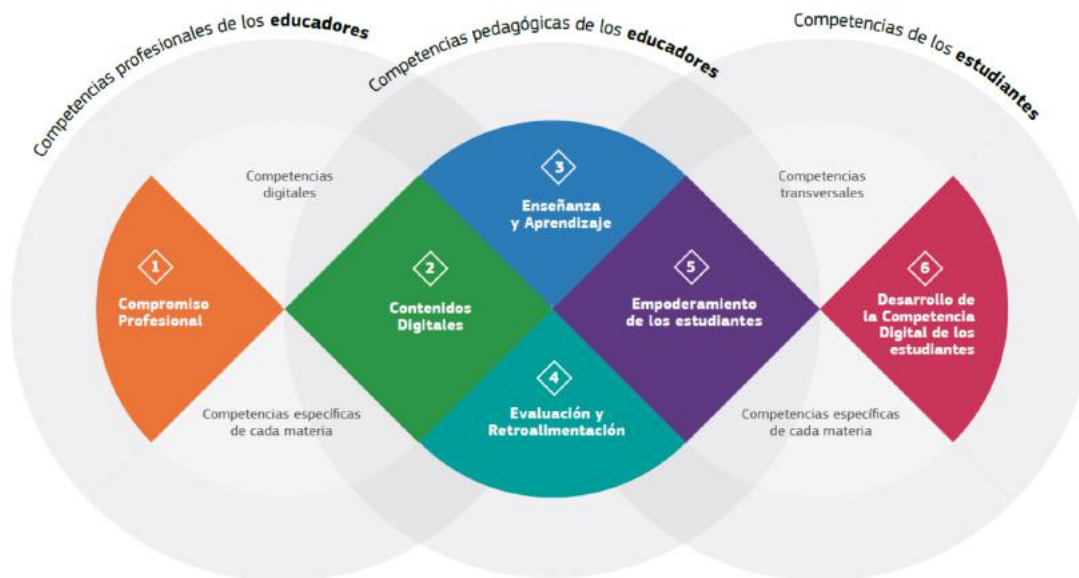 Competencias profesionales de los educadores
Competencias pedagógicas de los educadores
Competencias de los estudiantes
Competencias
digitales
Competencias
transversales
3
Enseñanza
y Aprendizaje
1
Compromiso
Profesional
2
Contenidos
Digitales
5
Empoderamiento
de los estudiantes
6
Desarrollo de
la Competencia
Digital de los
estudiantes
4
Evaluación y
Retroalimentación
Competencias específicas
de cada materia
Competencias específicas
de cada materia